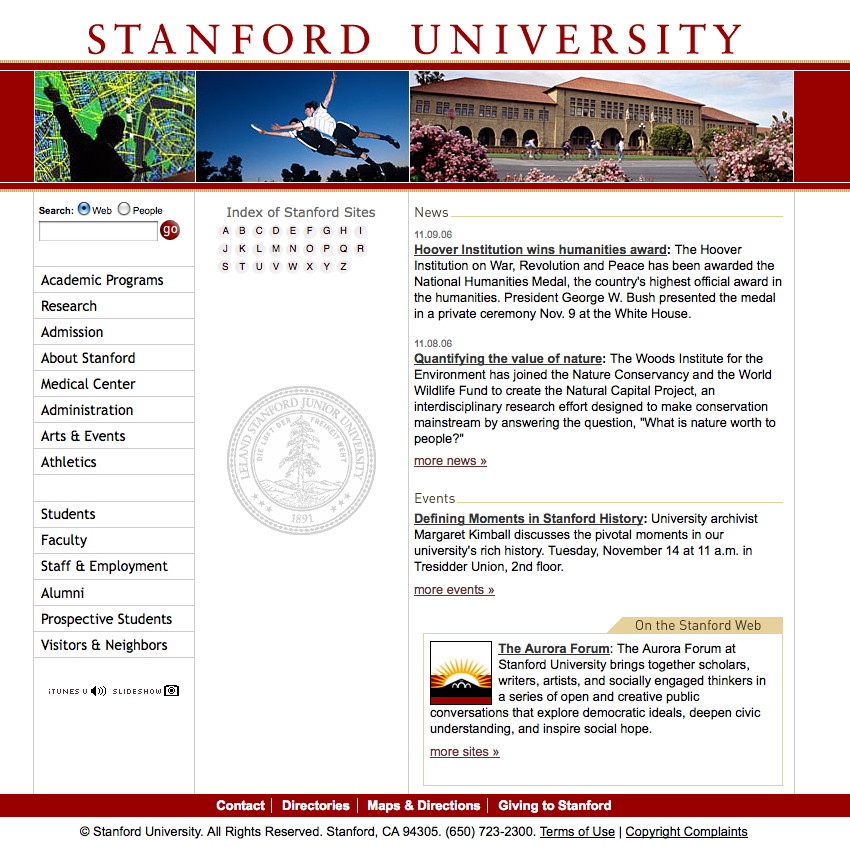 STANFORD UNIVERSITY
Search: Web People
go
Academic Programs
Research
Admission
About Stanford
Medical Center
Administration
Arts & Events
Athletics
Students
Faculty
Staff & Employment
Alumni
Prospective Students
Visitors & Neighbors
iTUNES U SLIDESHOW
Index of Stanford Sites
A B C D E F G H I
J K L M N O P Q R
S T U V W X Y Z
LELAND STANFORD JUNIOR UNIVERSITY
DIE LUFT DER FREIHEIT WEHT
1891
News
11.09.06
Hoover Institution wins humanities award: The Hoover
Institution on War, Revolution and Peace has been awarded the
National Humanities Medal, the country's highest official award in
the humanities. President George W. Bush presented the medal
in a private ceremony Nov. 9 at the White House.
11.08.06
Quantifying the value of nature: The Woods Institute for the
Environment has joined the Nature Conservancy and the World
Wildlife Fund to create the Natural Capital Project, an
interdisciplinary research effort designed to make conservation
mainstream by answering the question, "What is nature worth to
people?"
more news »
Events
Defining Moments in Stanford History: University archivist
Margaret Kimball discusses the pivotal moments in our
university's rich history. Tuesday, November 14 at 11 a.m. in
Tresidder Union, 2nd floor.
more events »
On the Stanford Web
The Aurora Forum: The Aurora Forum at
Stanford University brings together scholars,
writers, artists, and socially engaged thinkers in
a series of open and creative public
conversations that explore democratic ideals, deepen civic
understanding, and inspire social hope.
more sites »
Contact Directories Maps & Directions Giving to Stanford
© Stanford University. All Rights Reserved. Stanford, CA 94305. (650) 723-2300. Terms of Use | Copyright Complaints